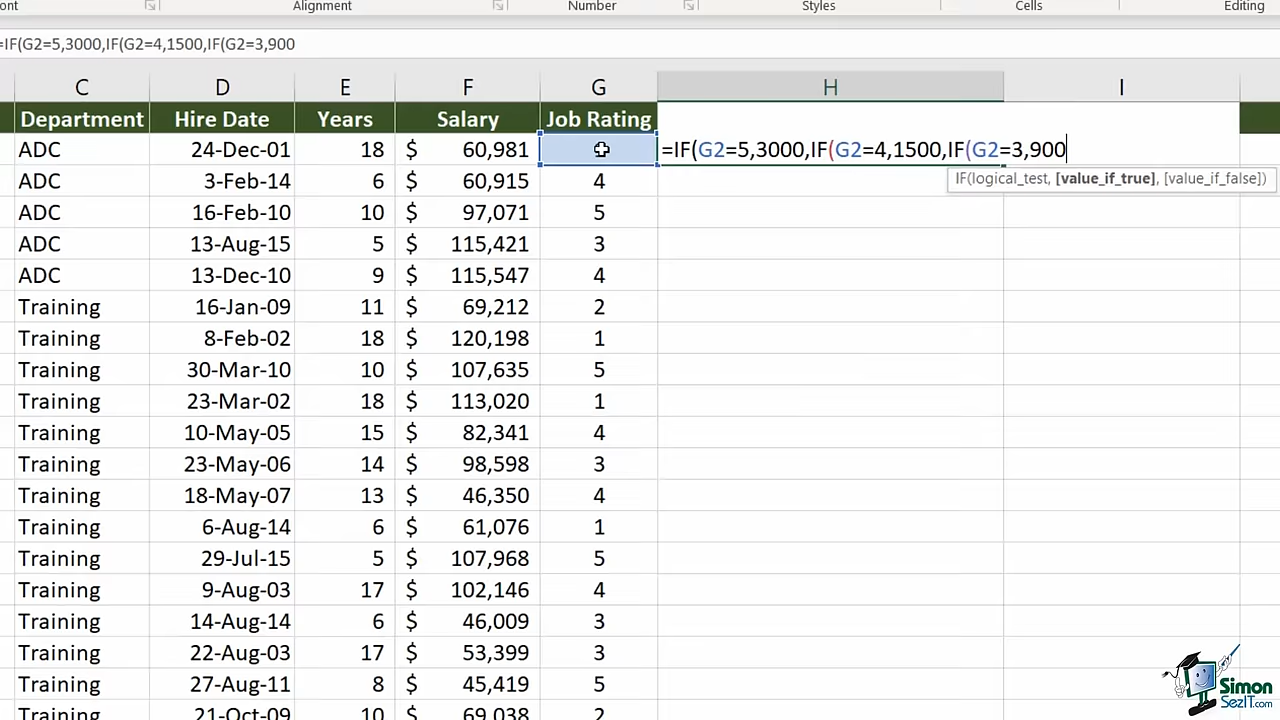 ont Alignment Number Styles Cells Editing
=IF(G2=5,3000,IF(G2=4,1500,IF(G2=3,900
C D E F G H I
Department Hire Date Years Salary Job Rating
ADC 24-Dec-01 18 $ 60,981 =IF(G2=5,3000,IF(G2=4,1500,IF(G2=3,900
IF(logical_test, [value_if_true], [value_if_false])
ADC 3-Feb-14 6 $ 60,915 4
ADC 16-Feb-10 10 $ 97,071 5
ADC 13-Aug-15 5 $ 115,421 3
ADC 13-Dec-10 9 $ 115,547 4
Training 16-Jan-09 11 $ 69,212 2
Training 8-Feb-02 18 $ 120,198 1
Training 30-Mar-10 10 $ 107,635 5
Training 23-Mar-02 18 $ 113,020 1
Training 10-May-05 15 $ 82,341 4
Training 23-May-06 14 $ 98,598 3
Training 18-May-07 13 $ 46,350 4
Training 6-Aug-14 6 $ 61,076 1
Training 29-Jul-15 5 $ 107,968 5
Training 9-Aug-03 17 $ 102,146 4
Training 14-Aug-14 6 $ 46,009 3
Training 22-Aug-03 17 $ 53,399 3
Training 27-Aug-11 8 $ 45,419 5
Training 21-Oct-09 10 $ 69,038 2
Simon
SezIT.com